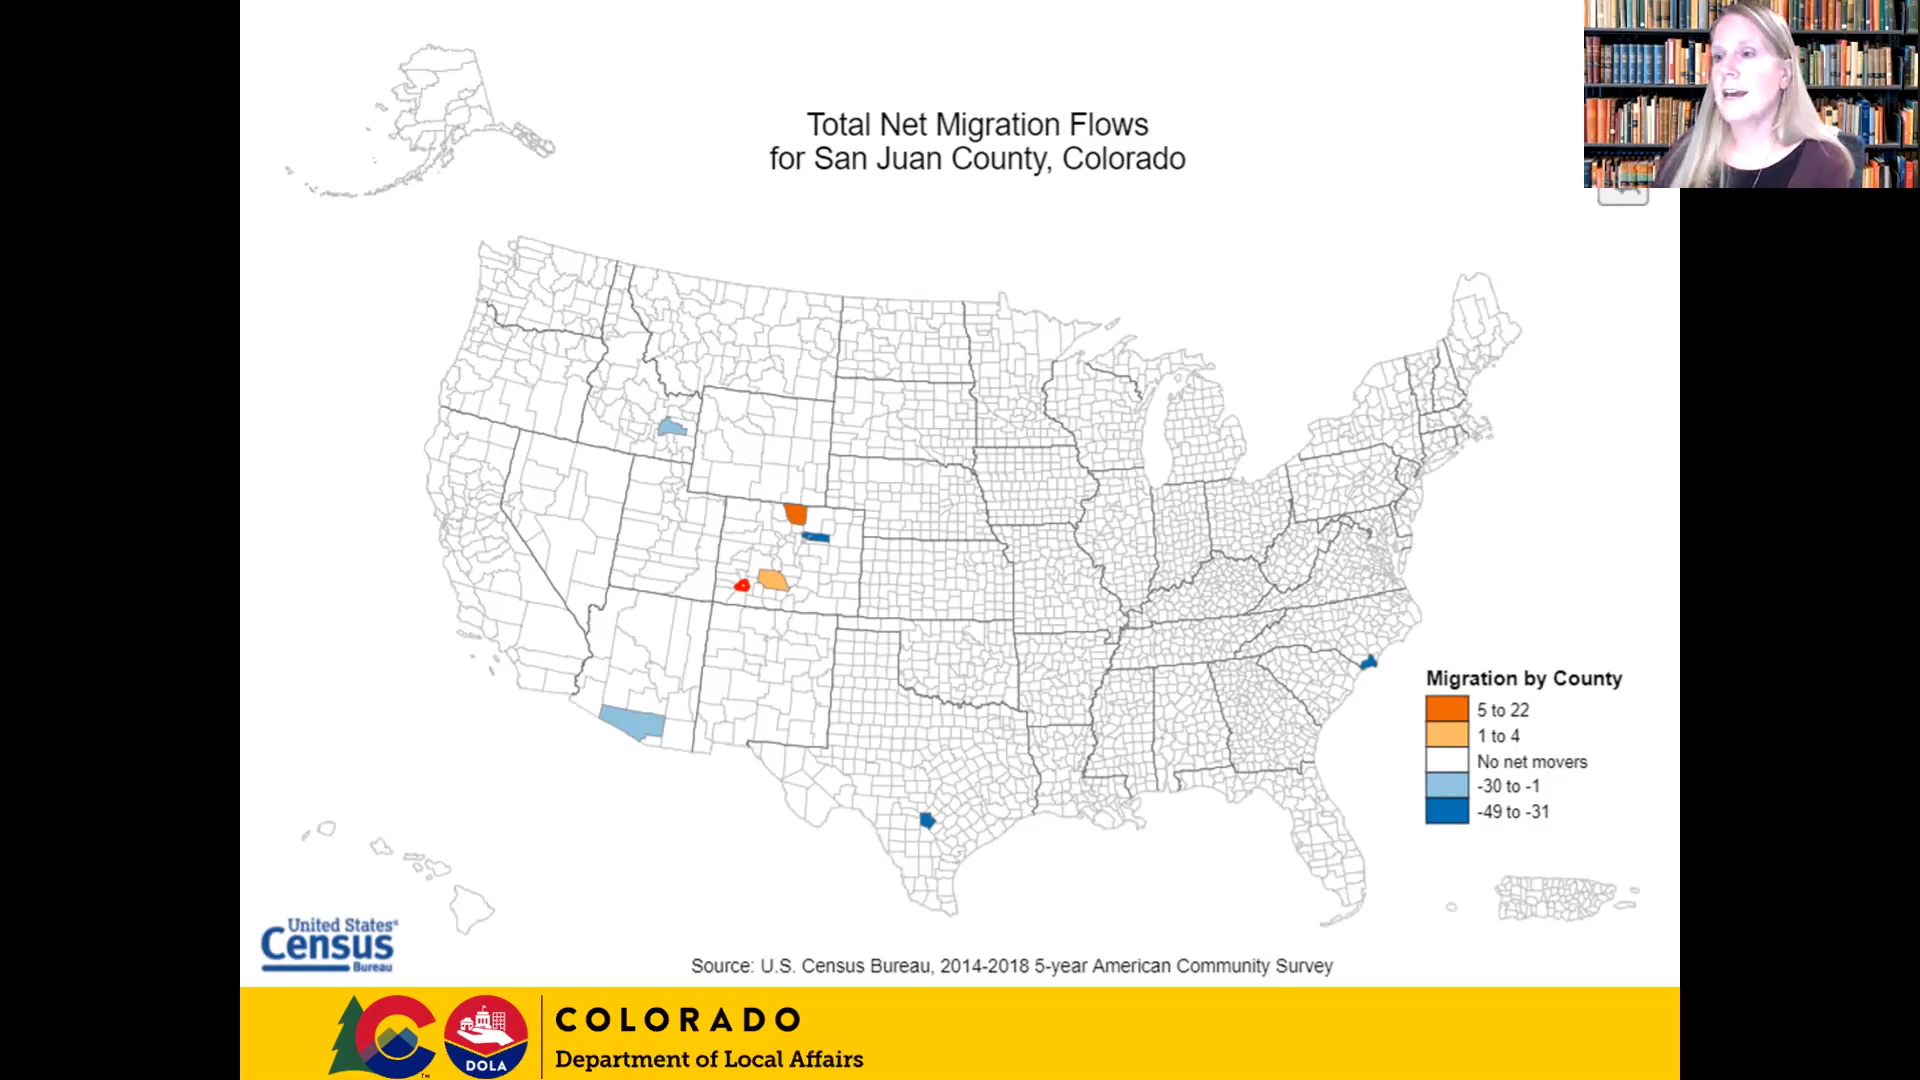 Total Net Migration Flows
for San Juan County, Colorado
Migration by County
5 to 22
1 to 4
No net movers
-30 to -1
-49 to -31
United States®
Census
Bureau
Source: U.S. Census Bureau, 2014-2018 5-year American Community Survey
TM
DOLA
COLORADO
Department of Local Affairs